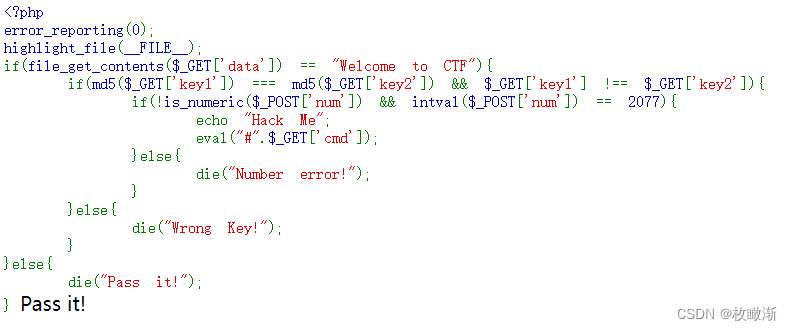 <?php
error_reporting(0);
highlight_file(__FILE__);
if(file_get_contents($_GET['data']) == "Welcome to CTF"){
if(md5($_GET['key1']) === md5($_GET['key2']) && $_GET['key1'] !== $_GET['key2']){
if(!is_numeric($_POST['num']) && intval($_POST['num']) == 2077){
echo "Hack Me";
eval("#".$_GET['cmd']);
}else{
die("Number error!");
}
}else{
die("Wrong Key!");
}
}else{
die("Pass it!");
} Pass it!
CSDN @枚瞰渐